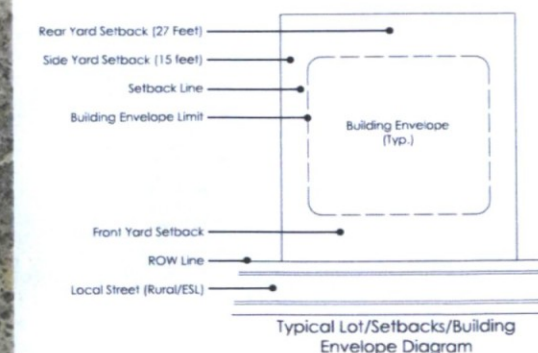 Rear Yard Setback (27 Feet)
Side Yard Setback (15 feet)
Setback Line
Building Envelope Limit
Building Envelope
(Typ.)
Front Yard Setback
ROW Line
Local Street (Rural/ESL)
Typical Lot/Setbacks/Building
Envelope Diagram